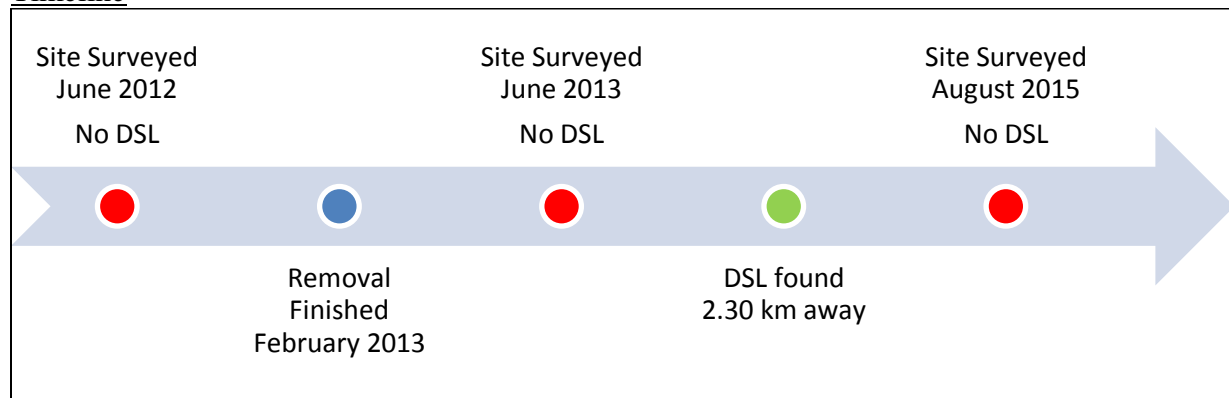 Timeline
Site Surveyed
June 2012
No DSL
Site Surveyed
June 2013
No DSL
Site Surveyed
August 2015
No DSL
Removal
Finished
February 2013
DSL found
2.30 km away